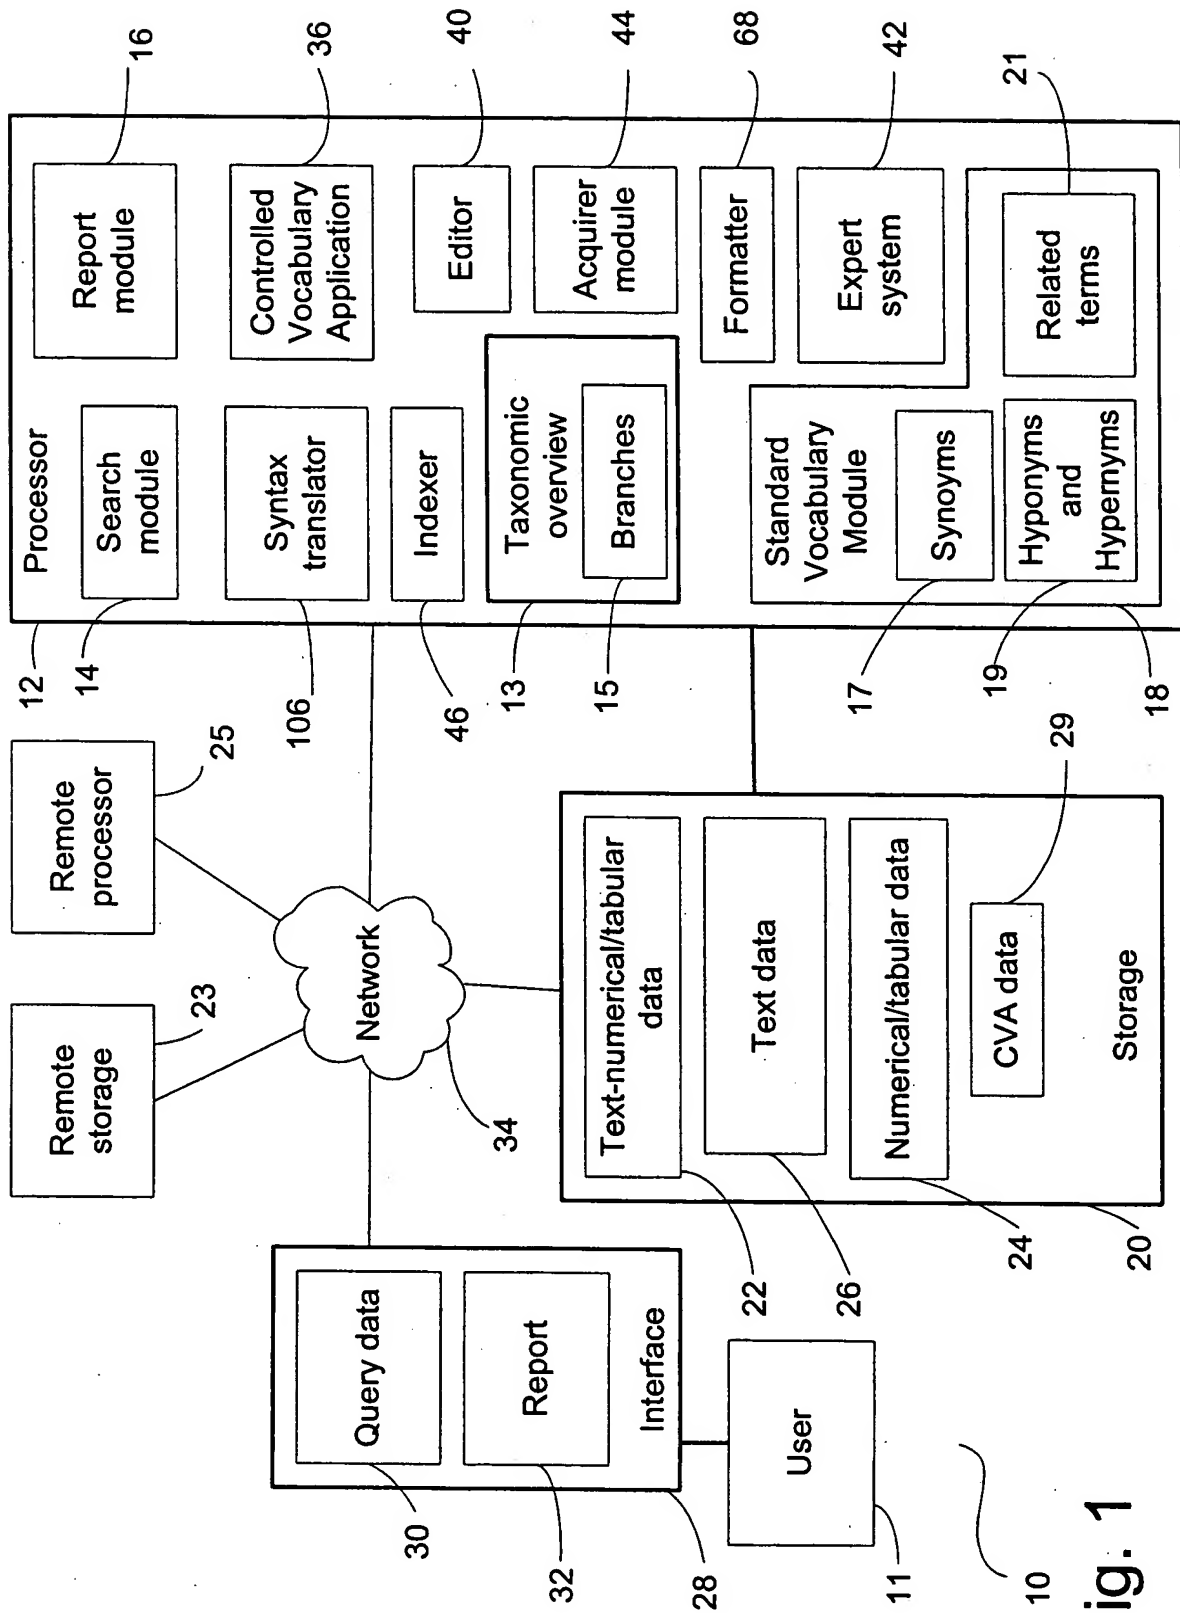 Remote
storage
23
Remote
processor
25
12
Processor
14
Search
module
Report
module
16
106
Syntax
translator
Controlled
Vocabulary
Application
36
46
Indexer
Editor
40
13
Taxonomic
overview
15
Branches
Acquirer
module
44
Formatter
68
Expert
system
42
Standard
Vocabulary
Module
17
Synoyms
19
Hyponyms
and
Hypernyms
Related
terms
21
18
Network
34
Query data
30
Report
32
Interface
28
User
11
Text-numerical/tabular
data
22
Text data
26
Numerical/tabular data
24
CVA data
29
Storage
20
10
ig. 1